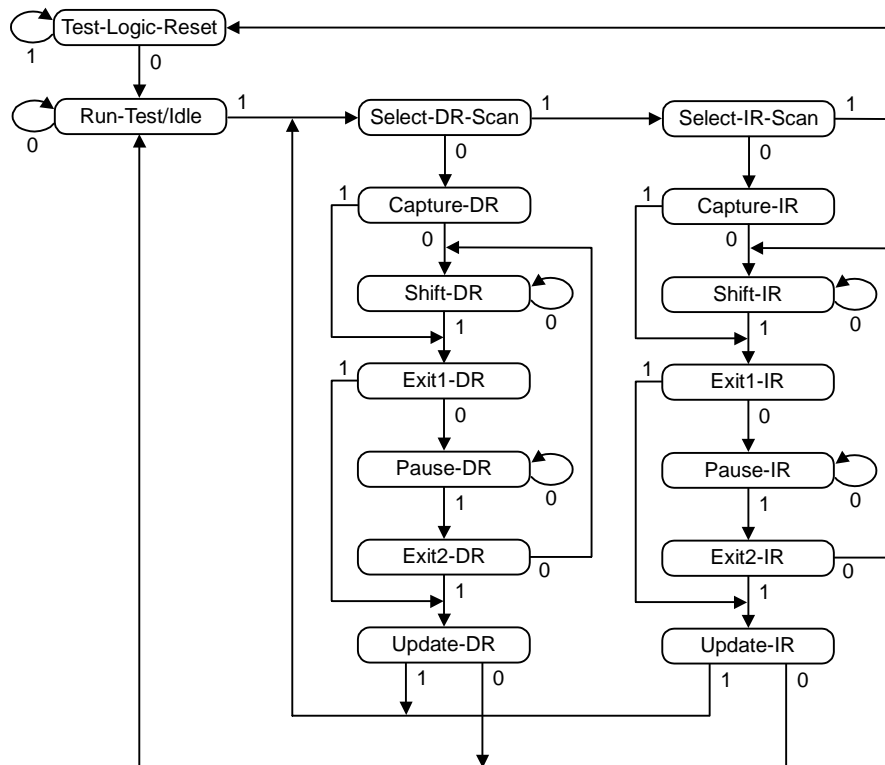 Test-Logic-Reset
1
0
Run-Test/Idle
1
0
Select-DR-Scan
1
0
Select-IR-Scan
1
0
1
Capture-DR
0
1
Capture-IR
0
Shift-DR
0
1
Shift-IR
0
1
1
Exit1-DR
0
1
Exit1-IR
0
Pause-DR
0
1
Pause-IR
0
1
Exit2-DR
0
1
Exit2-IR
0
1
Update-DR
1
0
Update-IR
1
0